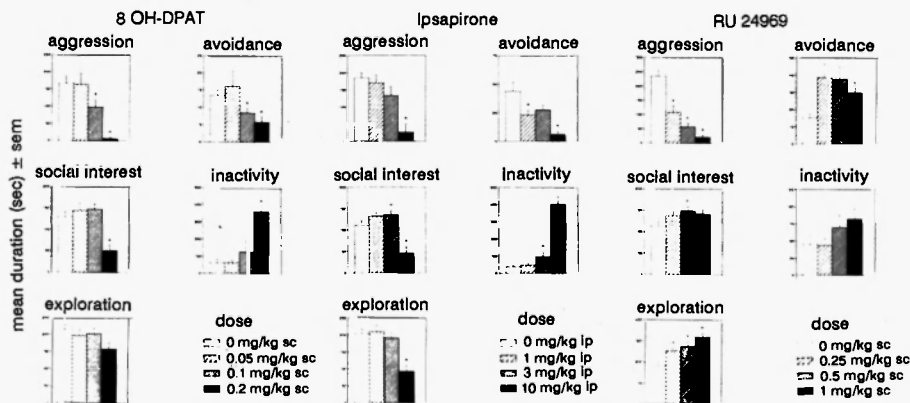 8 OH-DPAT
Ipsapirone
RU 24969
aggression
avoidance
aggression
avoidance
aggression
avoidance
mean duration (sec) ± sem
social interest
inactivity
social interest
inactivity
social interest
inactivity
exploration
dose
0 mg/kg sc
0.05 mg/kg sc
0.1 mg/kg sc
0.2 mg/kg sc
exploration
dose
0 mg/kg ip
1 mg/kg ip
3 mg/kg ip
10 mg/kg ip
exploration
dose
0 mg/kg sc
0.25 mg/kg sc
0.5 mg/kg sc
1 mg/kg sc